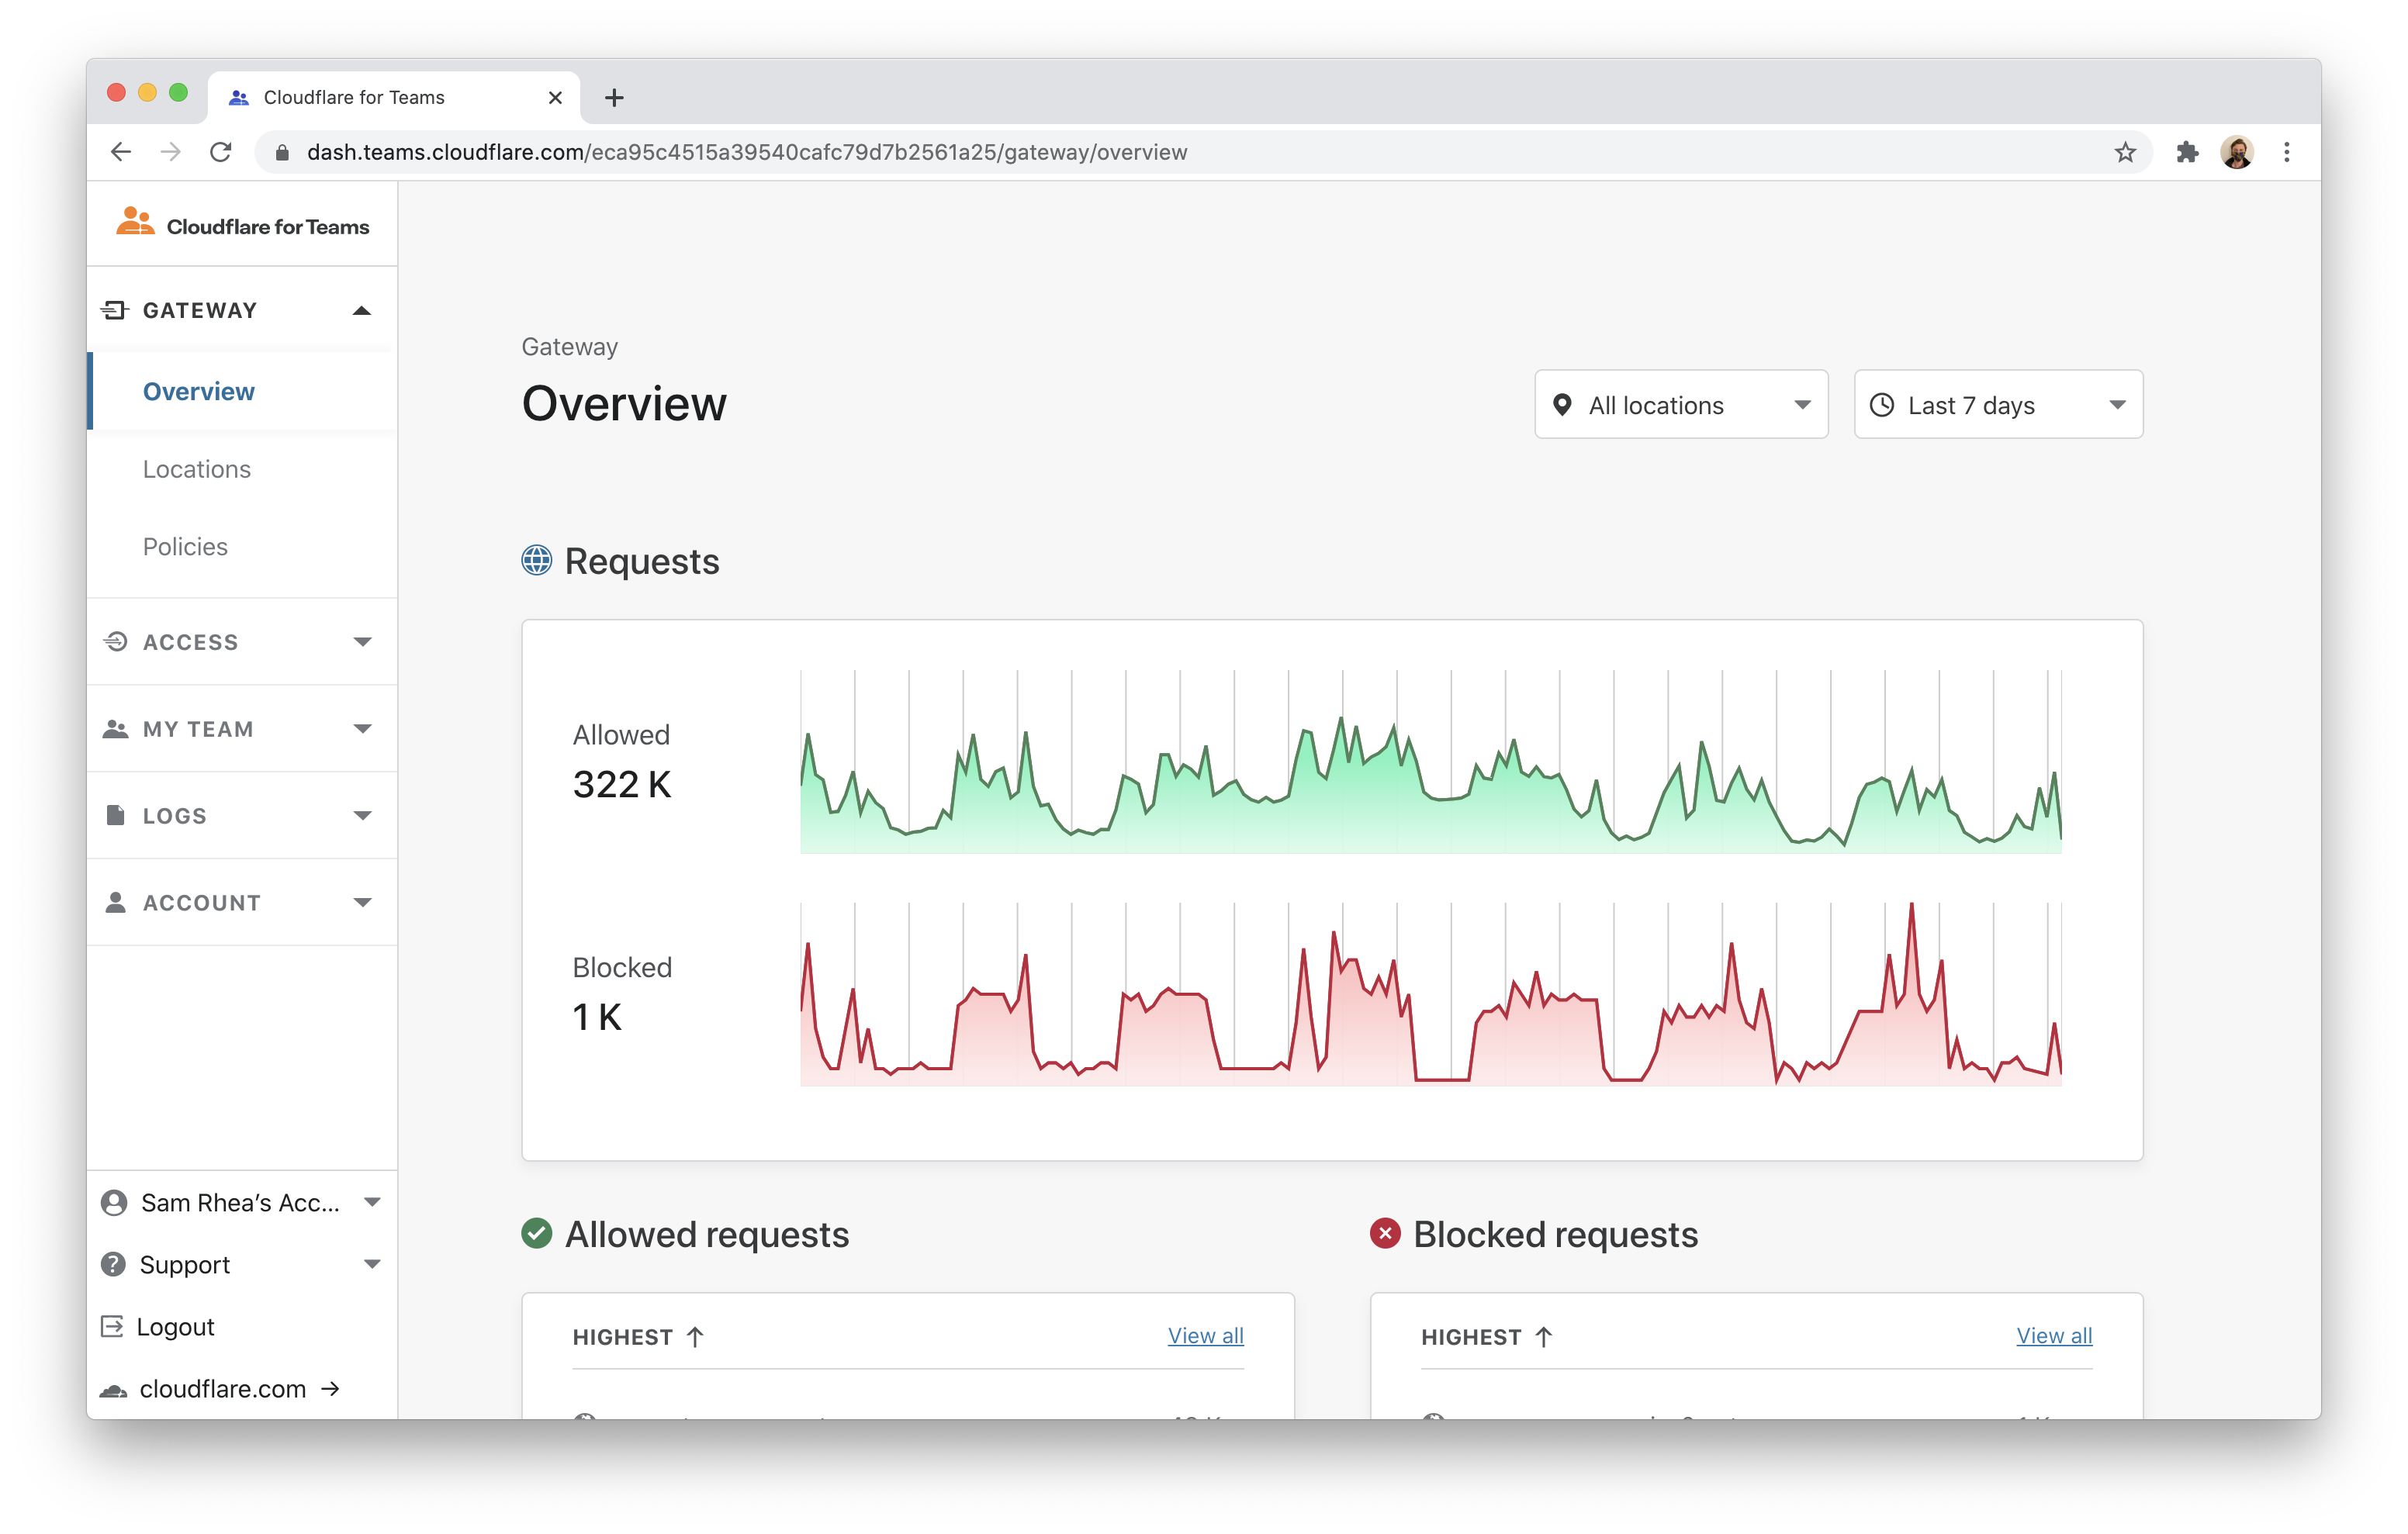 Cloudflare for Teams
dash.teams.cloudflare.com/eca95c4515a39540cafc79d7b2561a25/gateway/overview
Cloudflare for Teams
GATEWAY
Overview
Locations
Policies
ACCESS
MY TEAM
LOGS
ACCOUNT
Sam Rhea’s Acc...
Support
Logout
cloudflare.com →
Gateway
Overview
All locations
Last 7 days
Requests
Allowed
322 K
Blocked
1 K
Allowed requests
HIGHEST ↑ View all
Blocked requests
HIGHEST ↑ View all